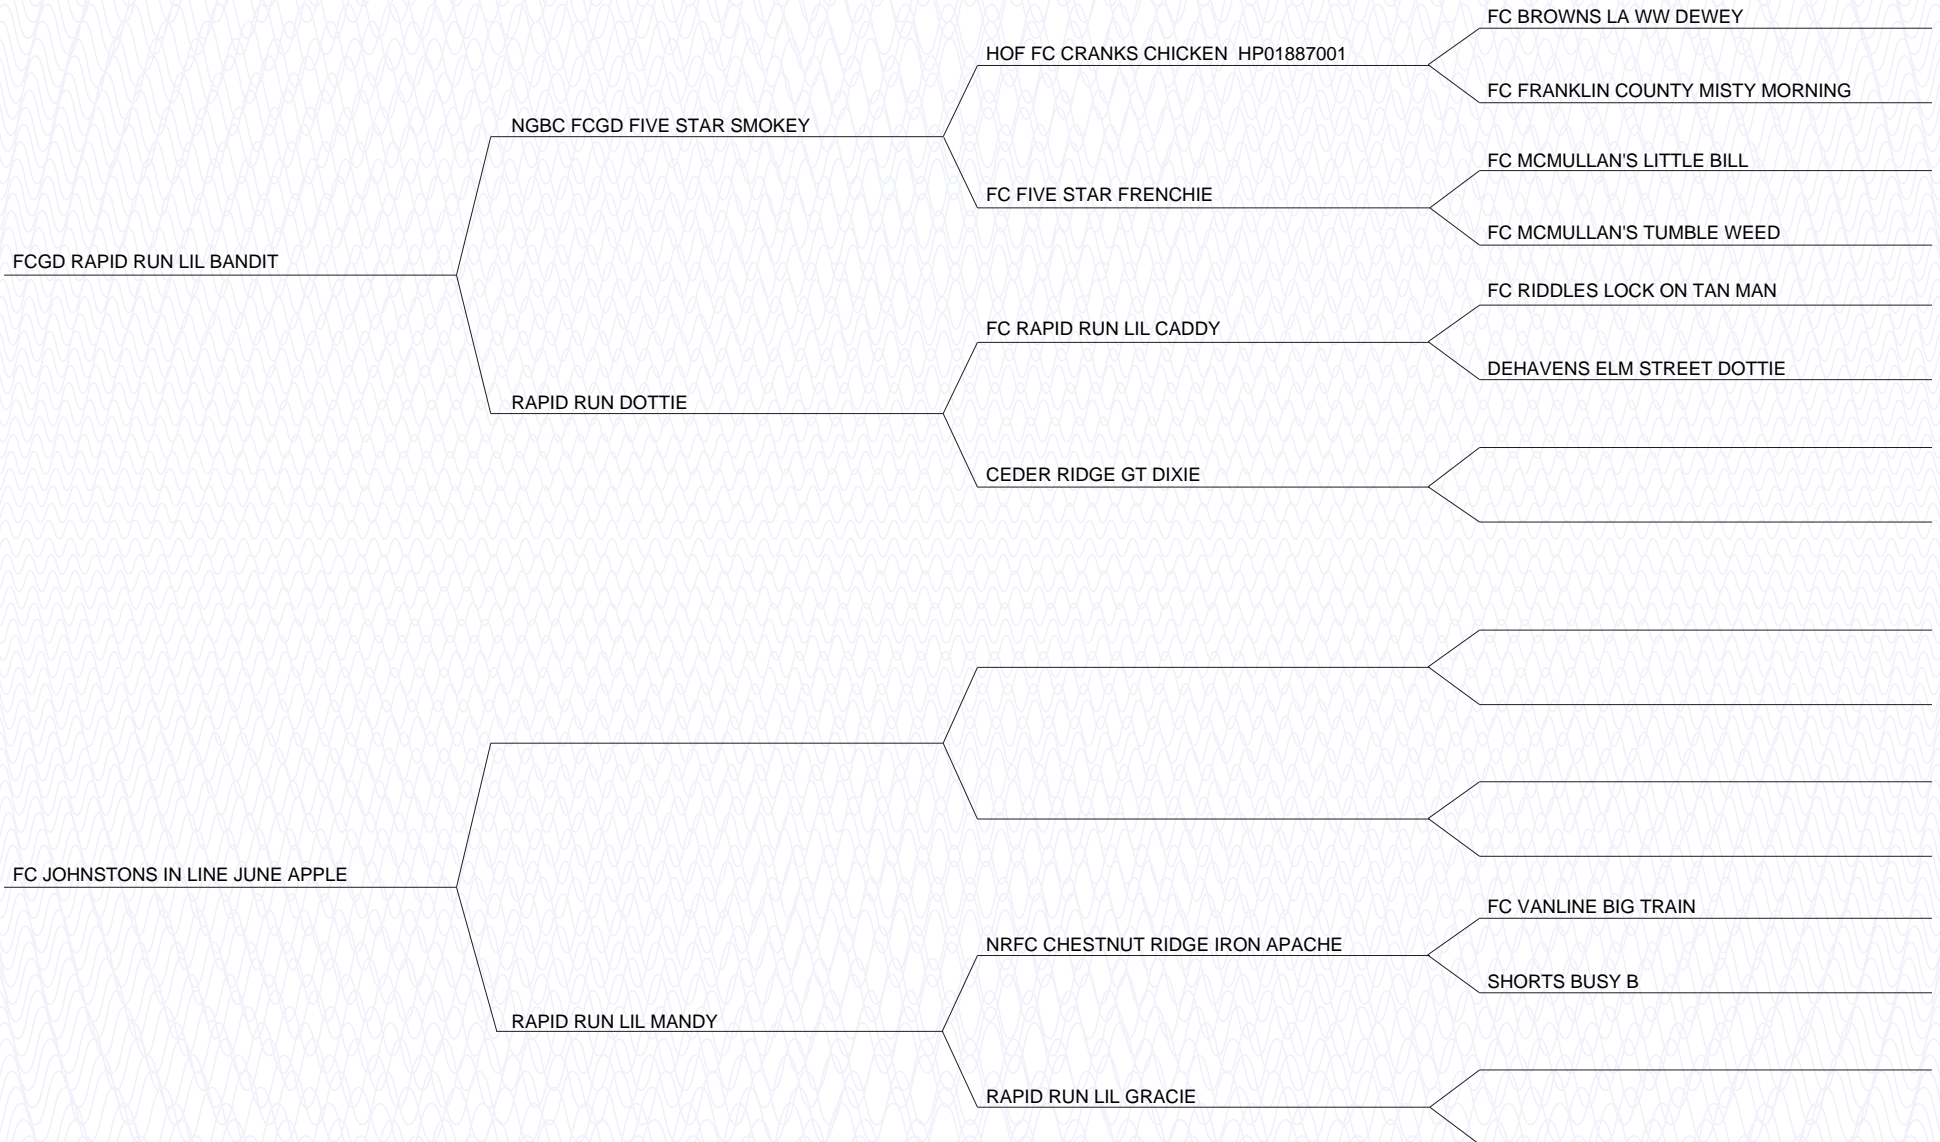 FC BROWNS LA WW DEWEY
HOF FC CRANKS CHICKEN  HP01887001
FC FRANKLIN COUNTY MISTY MORNING
NGBC FCGD FIVE STAR SMOKEY
FC MCMULLAN'S LITTLE BILL
FC FIVE STAR FRENCHIE
FC MCMULLAN'S TUMBLE WEED
FCGD RAPID RUN LIL BANDIT
FC RIDDLES LOCK ON TAN MAN
FC RAPID RUN LIL CADDY
DEHAVENS ELM STREET DOTTIE
RAPID RUN DOTTIE
CEDER RIDGE GT DIXIE
FC JOHNSTONS IN LINE JUNE APPLE
FC VANLINE BIG TRAIN
NRFC CHESTNUT RIDGE IRON APACHE
SHORTS BUSY B
RAPID RUN LIL MANDY
RAPID RUN LIL GRACIE